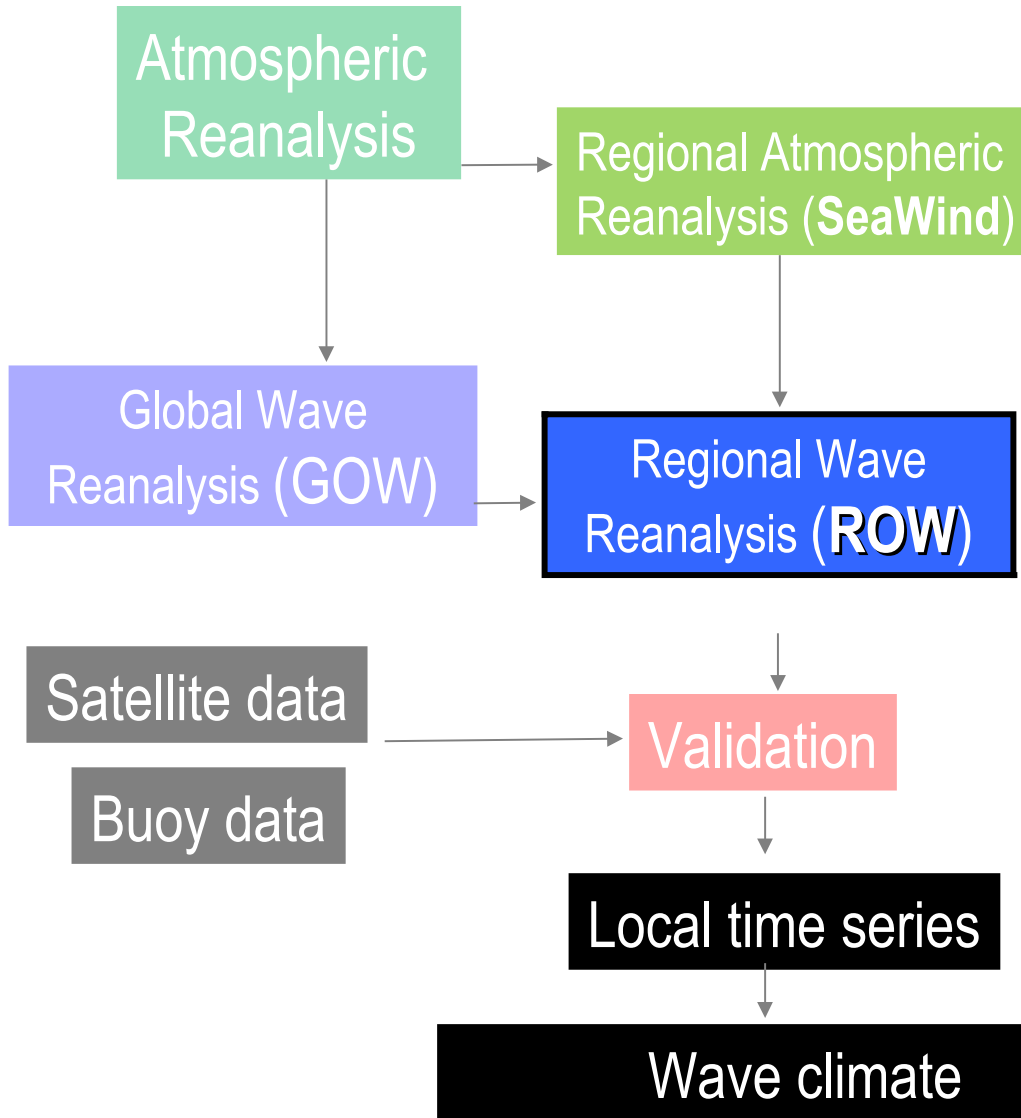 Atmospheric
Reanalysis
Regional Atmospheric
Reanalysis (SeaWind)
Global Wave
Reanalysis (GOW)
Regional Wave
Reanalysis (ROW)
Satellite data
Buoy data
Validation
Local time series
Wave climate